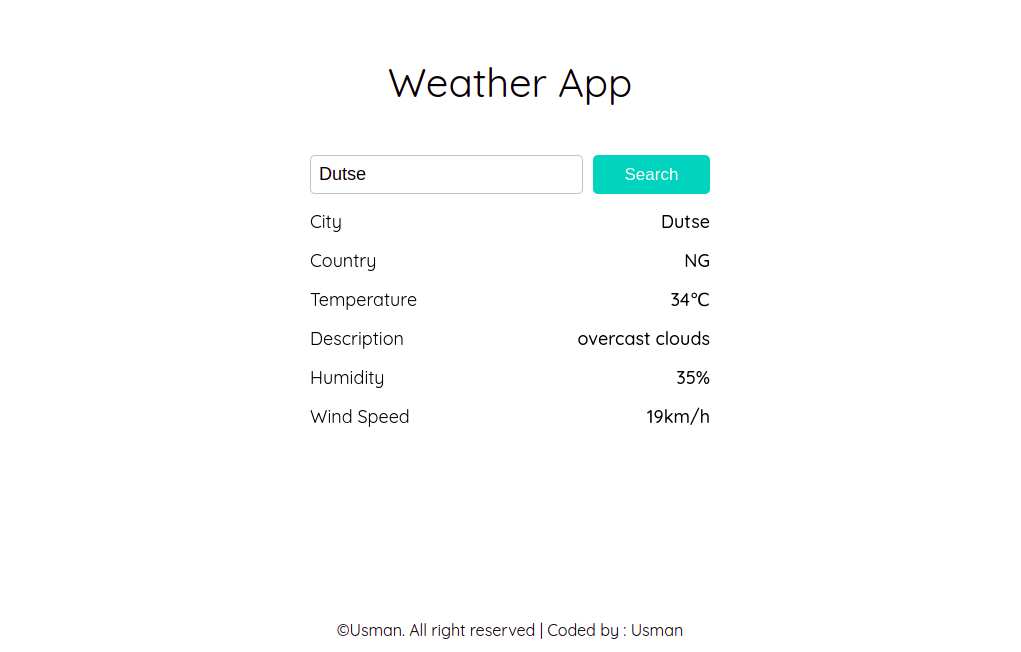 Weather App
Dutse Search
City Dutse
Country NG
Temperature 34℃
Description overcast clouds
Humidity 35%
Wind Speed 19km/h
©Usman. All right reserved | Coded by : Usman